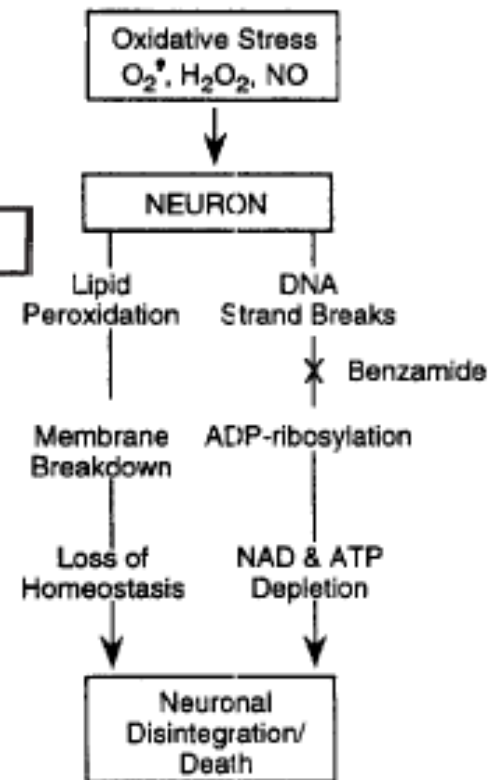 Oxidative Stress
O₂•, H₂O₂, NO
NEURON
Lipid
Peroxidation
DNA
Strand Breaks
Benzamide
Membrane
Breakdown
ADP-ribosylation
Loss of
Homeostasis
NAD & ATP
Depletion
Neuronal
Disintegration/
Death